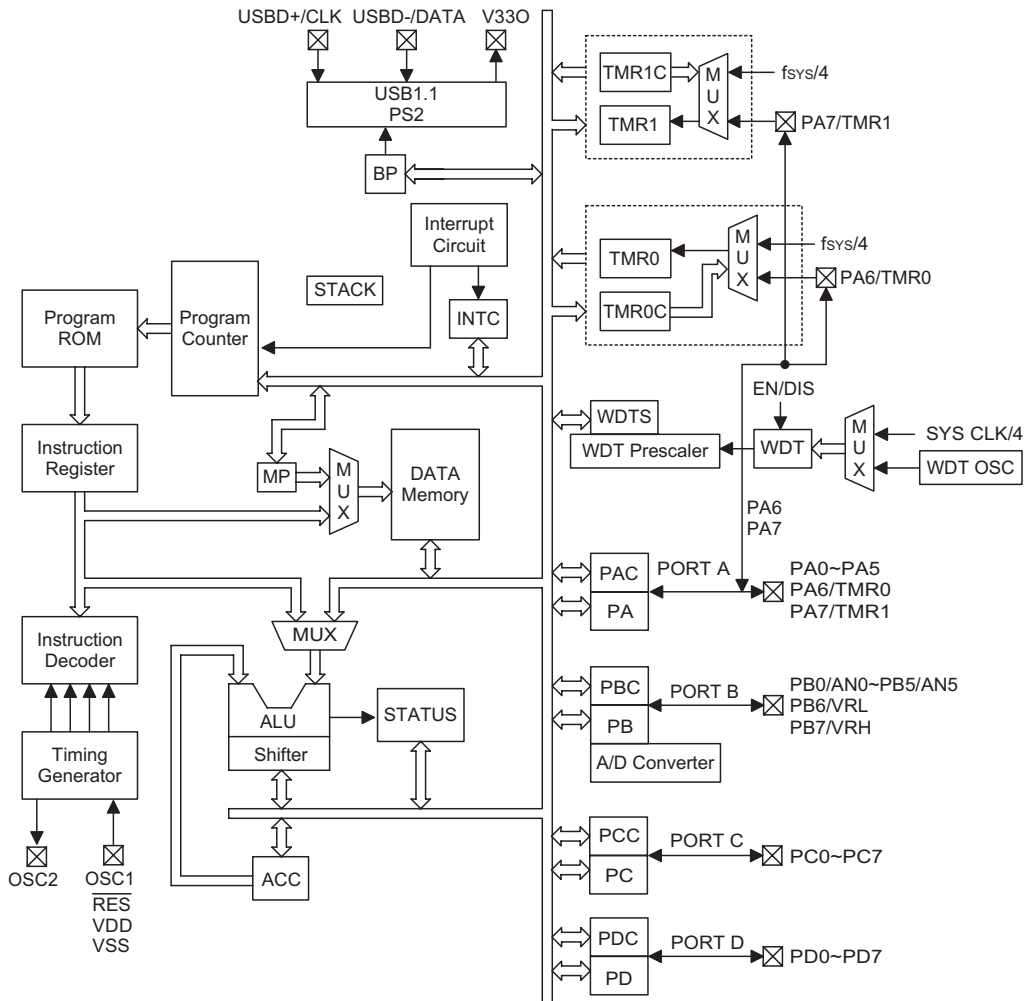 USBD+/CLK USBD-/DATA V33O
USB1.1
PS2
BP
TMR1C
TMR1
MUX
fSYS/4
PA7/TMR1
TMR0
TMR0C
MUX
fSYS/4
PA6/TMR0
Interrupt
Circuit
STACK
INTC
Program
ROM
Program
Counter
Instruction
Register
MP
MUX
DATA
Memory
WDTS
WDT Prescaler
EN/DIS
WDT
MUX
SYS CLK/4
WDT OSC
PA6
PA7
PAC
PA
PORT A
PA0~PA5
PA6/TMR0
PA7/TMR1
Instruction
Decoder
MUX
ALU
Shifter
STATUS
PBC
PB
A/D Converter
PORT B
PB0/AN0~PB5/AN5
PB6/VRL
PB7/VRH
Timing
Generator
OSC2
OSC1
RES
VDD
VSS
ACC
PCC
PC
PORT C
PC0~PC7
PDC
PD
PORT D
PD0~PD7